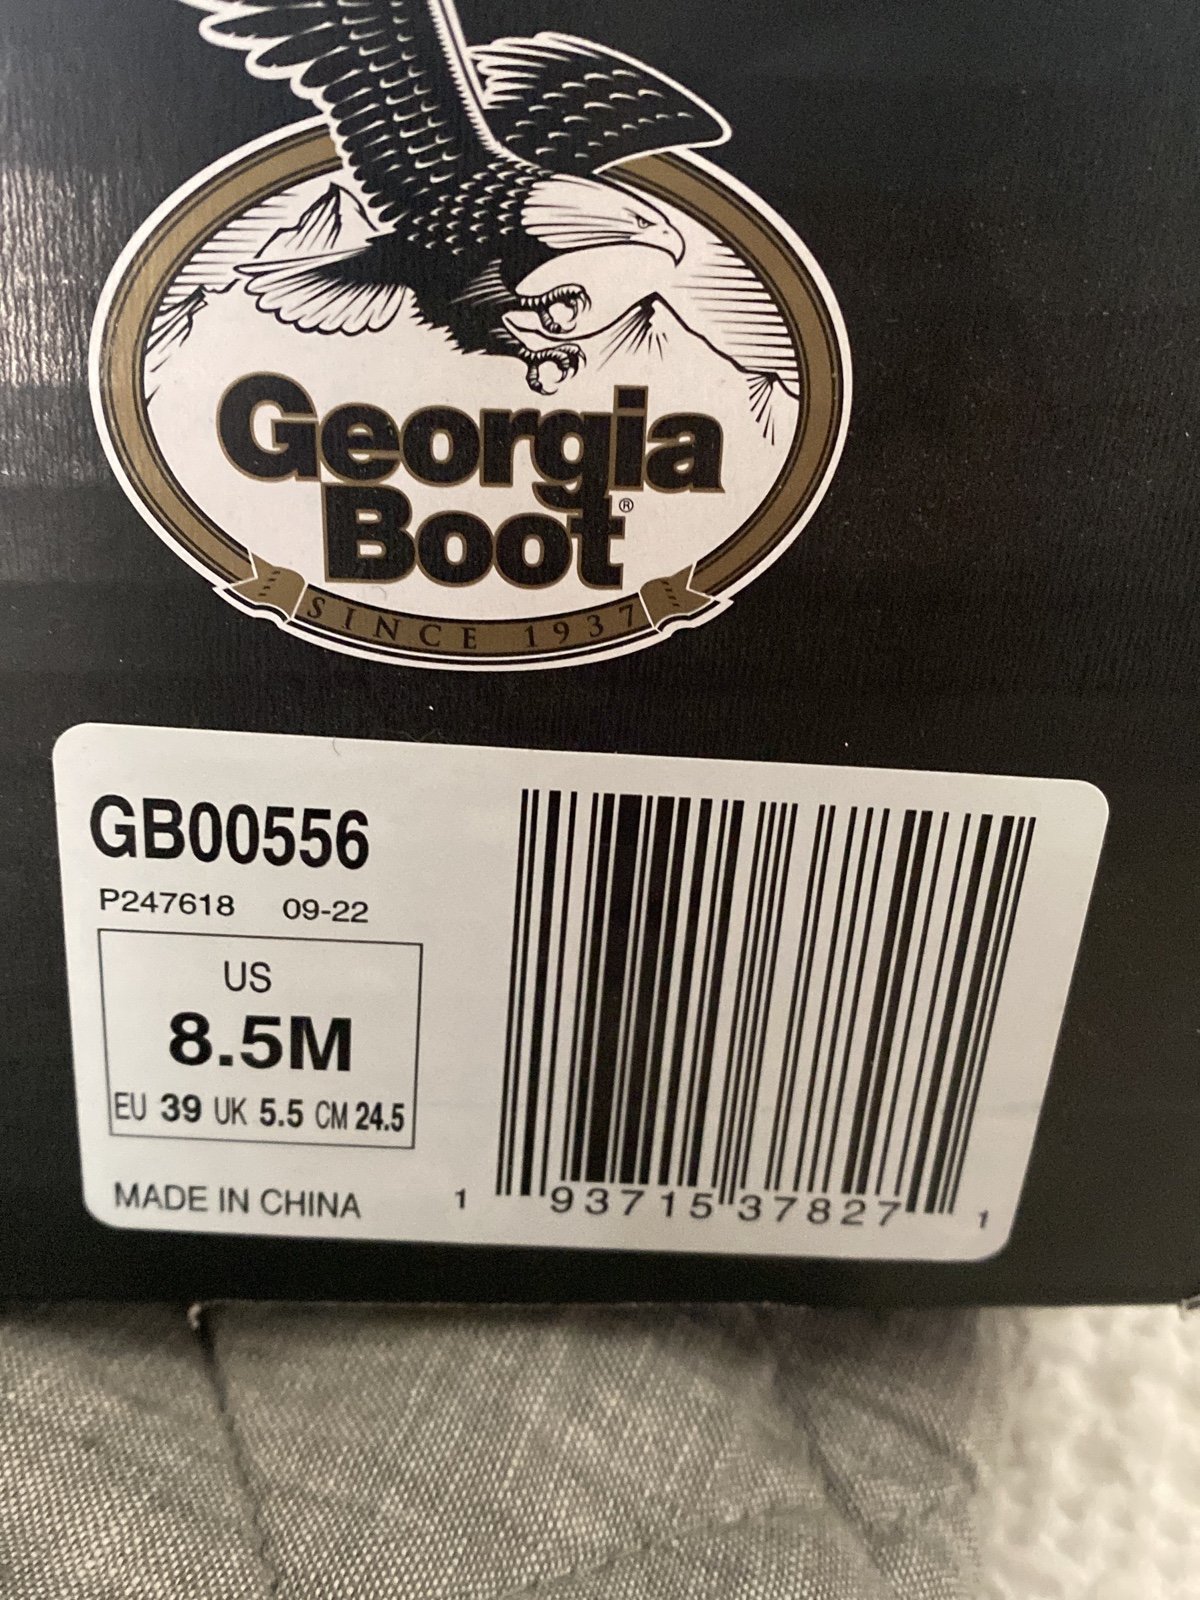 Georgia
Boot®
SINCE 1937
GB00556
P247618 09-22
US
8.5M
EU 39 UK 5.5 CM 24.5
MADE IN CHINA
1 93715 37827 1